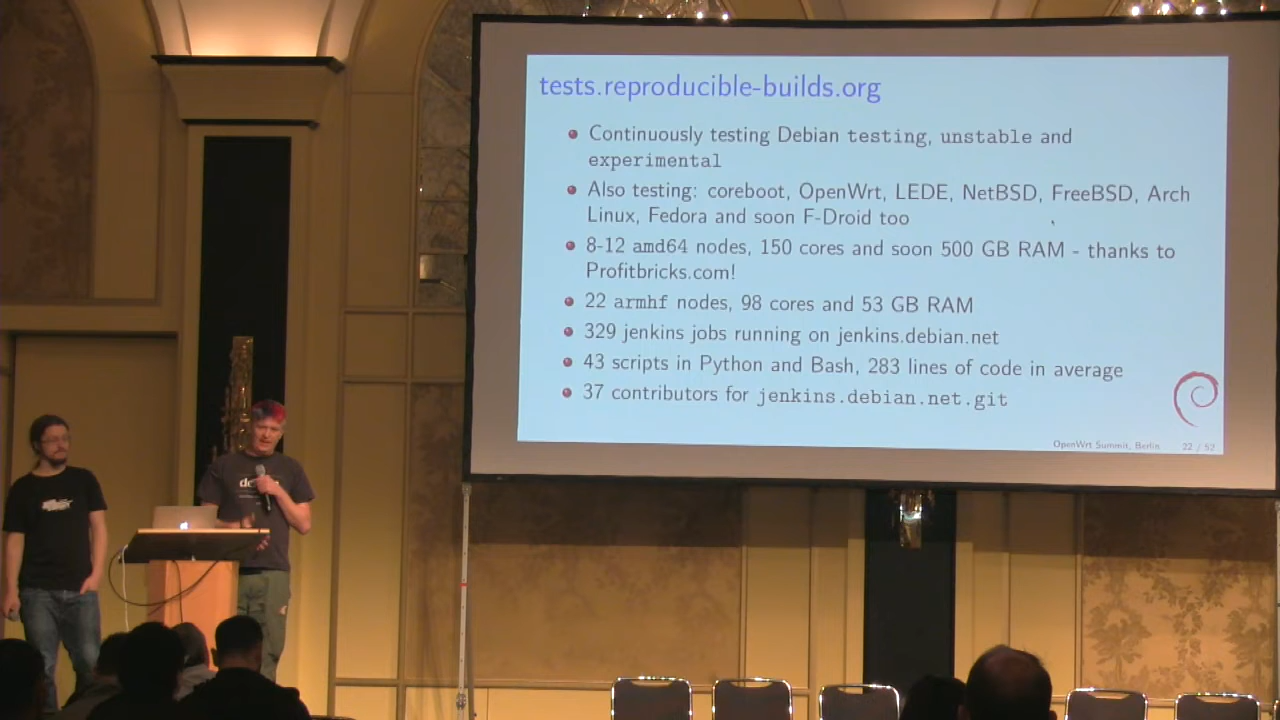 tests.reproducible-builds.org
Continuously testing Debian testing, unstable and
experimental
Also testing: coreboot, OpenWrt, LEDE, NetBSD, FreeBSD, Arch
Linux, Fedora and soon F-Droid too
8-12 amd64 nodes, 150 cores and soon 500 GB RAM - thanks to
Profitbricks.com!
22 armhf nodes, 98 cores and 53 GB RAM
329 jenkins jobs running on jenkins.debian.net
43 scripts in Python and Bash, 283 lines of code in average
37 contributors for jenkins.debian.net.git
OpenWrt Summit, Berlin 22 / 52